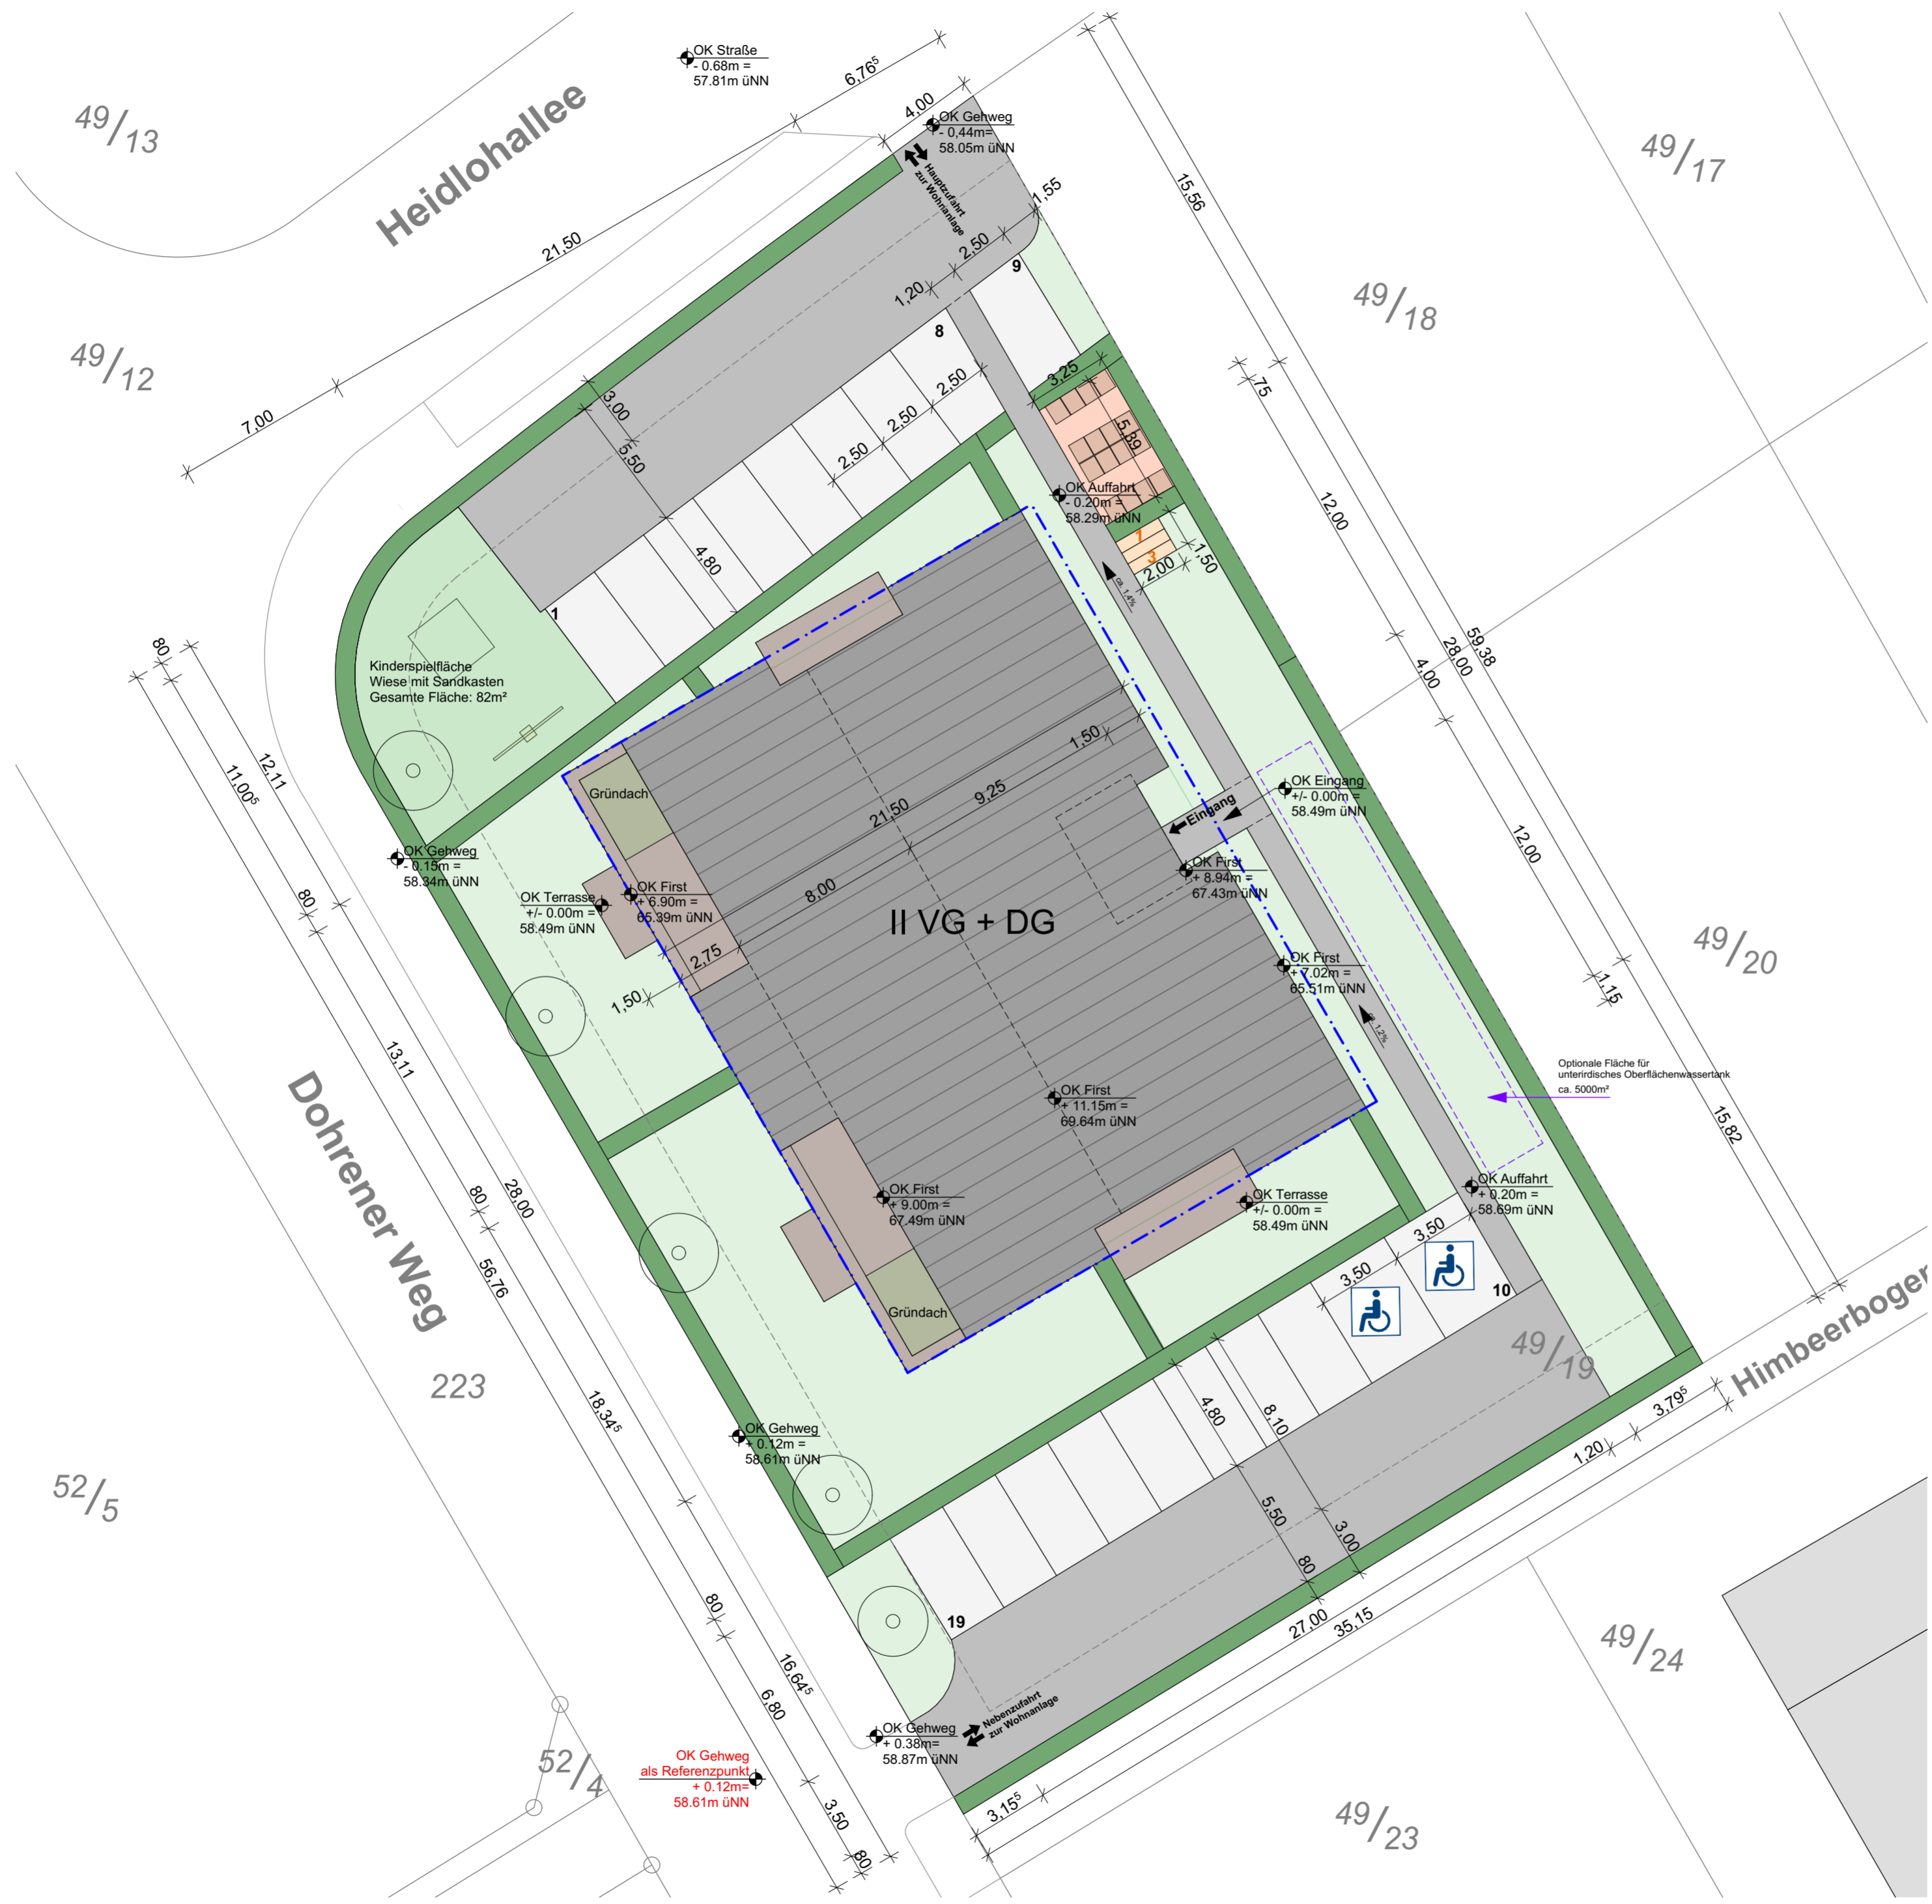 OK Straße
- 0.68m =
57.81m üNN
6,76⁵
4,00
OK Gehweg
- 0,44m=
58.05m üNN
Hauptzufahrt
zur Wohnanlage
49/13
Heidlohallee
49/17
15,56
1,55
2,50
21,50
1,20
9
49/18
8
49/12
3,25
75
7,00
3,00
2,50
2,50
2,50
5,50
5,39
OK Auffahrt
- 0.20m =
58.29m üNN
12,00
1
3
1,50
2,00
ca. 1,4%
4,80
1
59,38
28,00
4,00
80
Kinderspielfläche
Wiese mit Sandkasten
Gesamte Fläche: 82m²
12,11
11,00⁵
1,50
Gründach
21,50
9,25
OK Eingang
+/- 0.00m =
58.49m üNN
Eingang
12,00
OK Gehweg
- 0.15m =
58.34m üNN
80
OK Terrasse
+/- 0.00m =
58.49m üNN
OK First
+ 6.90m =
65.39m üNN
8,00
OK First
+ 8.94m =
67.43m üNN
II VG + DG
49/20
2,75
1,50
OK First
+ 7.02m =
65.51m üNN
1,15
ca. 1,2%
13,11
Optionale Fläche für
unterirdisches Oberflächenwassertank
ca. 5000m²
OK First
+ 11.15m =
69.64m üNN
15,82
Dohrener Weg
80
28,00
OK First
+ 9.00m =
67.49m üNN
OK Terrasse
+/- 0.00m =
58.49m üNN
OK Auffahrt
+ 0.20m =
58.69m üNN
3,50
3,50
10
56,76
Gründach
49/19
Himbeerboger
223
18,34⁵
4,80
8,10
3,79⁵
1,20
OK Gehweg
+ 0.12m =
58.61m üNN
52/5
5,50
3,00
80
80
19
27,00
35,15
49/24
16,64⁵
6,80
Nebenzufahrt
zur Wohnanlage
OK Gehweg
+ 0.38m=
58.87m üNN
52/4
OK Gehweg
als Referenzpunkt
+ 0.12m=
58.61m üNN
3,50
3,15⁵
49/23
80